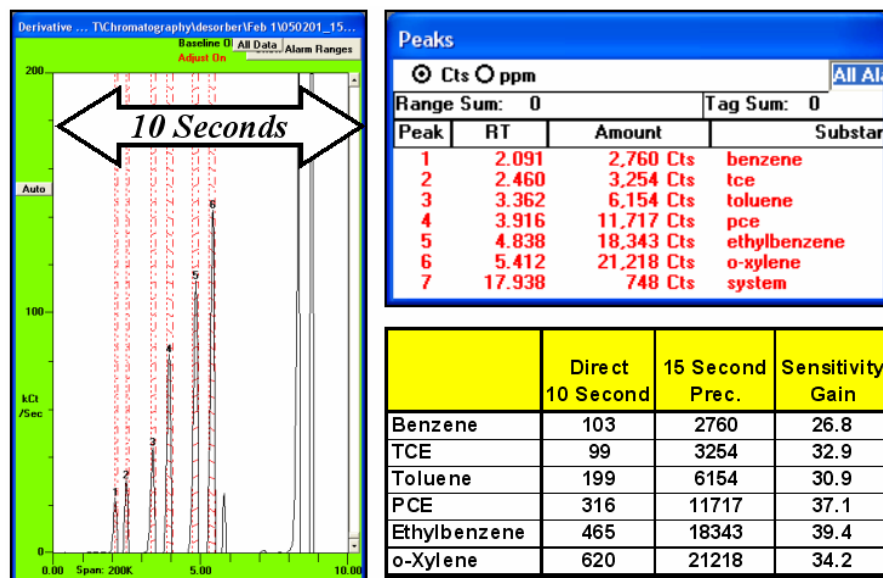 Derivative ... T\Chromatography\desorber\Feb 1\050201_15...
Baseline O
All Data
Alarm Ranges
Adjust On
200
10 Seconds
Auto
6
5
100
4
kCt
/Sec
3
2
1
0
0.00 Span: 200K 5.00 10.00
Peaks
Cts ppm
All Ala
Range Sum: 0 Tag Sum: 0
Peak RT Amount Substan
1 2.091 2,760 Cts benzene
2 2.460 3,254 Cts tce
3 3.362 6,154 Cts toluene
4 3.916 11,717 Cts pce
5 4.838 18,343 Cts ethylbenzene
6 5.412 21,218 Cts o-xylene
7 17.938 748 Cts system
Direct 15 Second Sensitivity
10 Second Prec. Gain
Benzene 103 2760 26.8
TCE 99 3254 32.9
Toluene 199 6154 30.9
PCE 316 11717 37.1
Ethylbenzene 465 18343 39.4
o-Xylene 620 21218 34.2